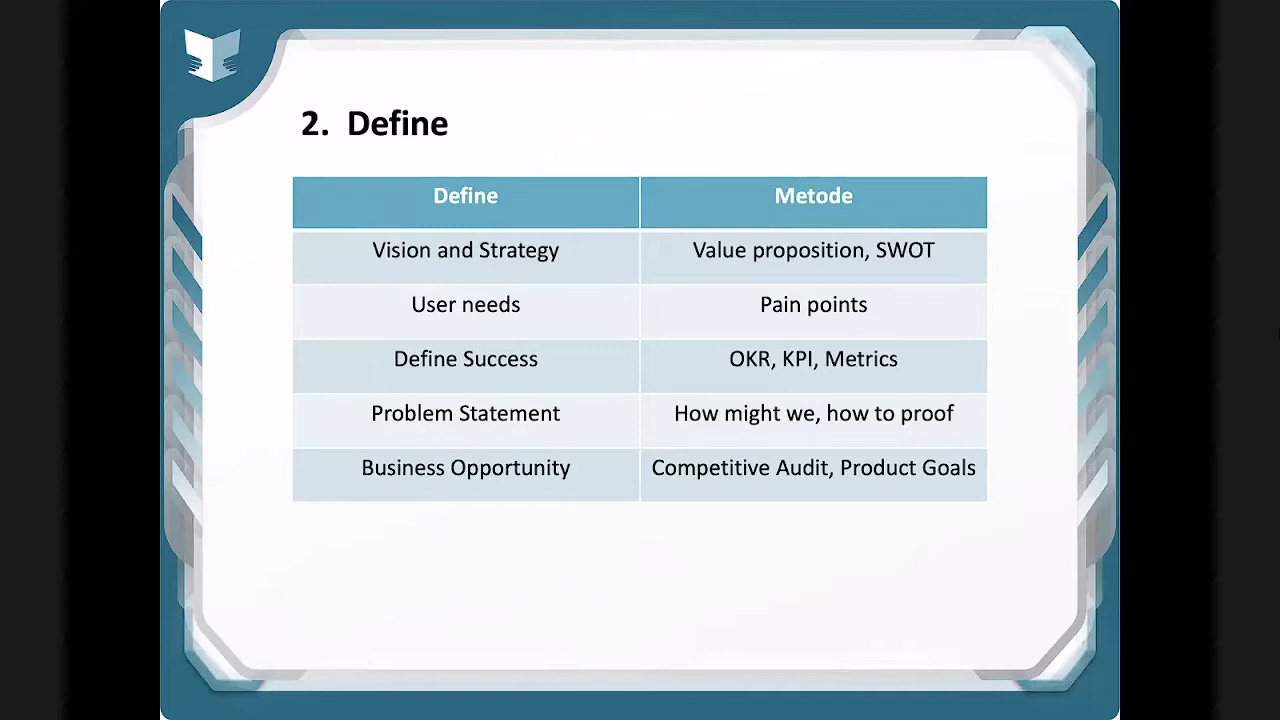 2. Define
Define Metode
Vision and Strategy Value proposition, SWOT
User needs Pain points
Define Success OKR, KPI, Metrics
Problem Statement How might we, how to proof
Business Opportunity Competitive Audit, Product Goals